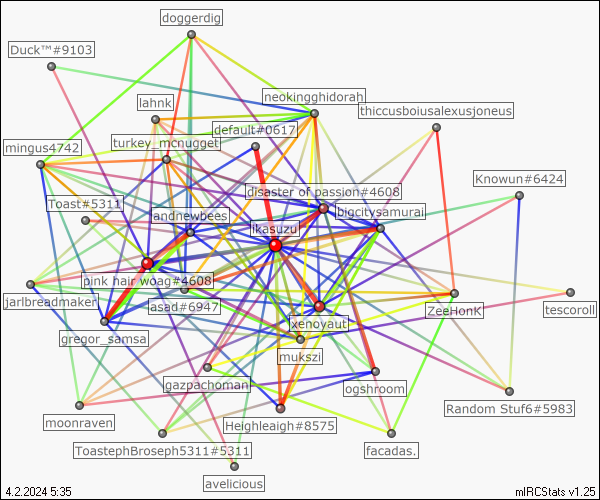 doggerdig
Duck™#9103
neokingghidorah
lahnk
thiccusboiusalexusjoneus
default#0617
turkey_mcnugget
mingus4742
Knowun#6424
disaster of passion#4608
Toast#5311
andnewbees
bigcitysamurai
ikasuzu
pink hair woag#4608
jarlbreadmaker
asad#6947
ZeeHonK
tescoroll
xenoyaut
gregor_samsa
mukszi
gazpachoman
ogshroom
Random Stuf6#5983
moonraven
Heighleaigh#8575
ToastephBroseph5311#5311
facadas.
avelicious
4.2.2024 5:35
mIRCStats v1.25